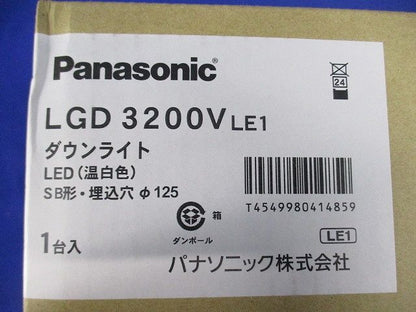 Panasonic®
LGD 3200V LE1
ダウンライト
LED(温白色)
SB形・埋込穴 φ125
24
箱
ダンボール
T4549980414859
1台入
LE1
パナソニック株式会社